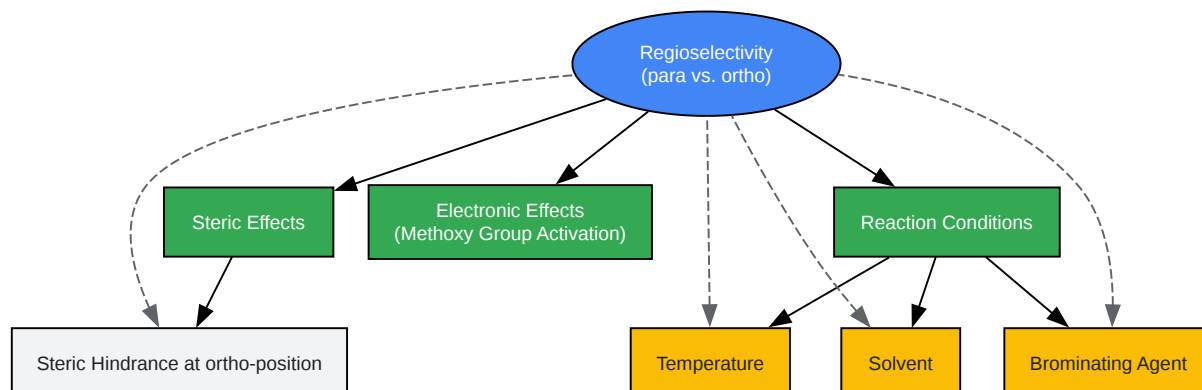 Regioselectivity
(para vs. ortho)
Steric Effects
Electronic Effects
(Methoxy Group Activation)
Reaction Conditions
Steric Hindrance at ortho-position
Temperature
Solvent
Brominating Agent